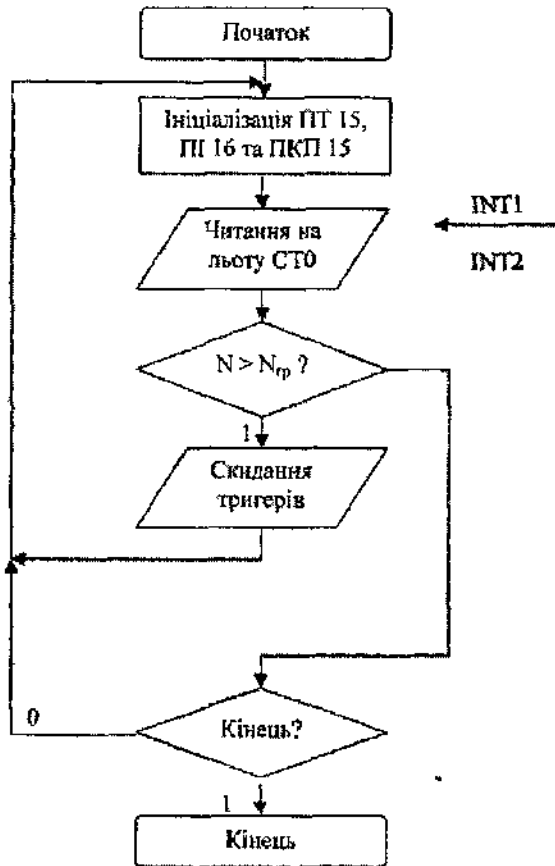 Початок
Ініціалізація ПТ 15,
ПІ 16 та ПКП 15
Читання на
льоту СТ0
INT1
INT2
N > Nгр ?
1
Скидання
тригерів
0
Кінець?
1
Кінець